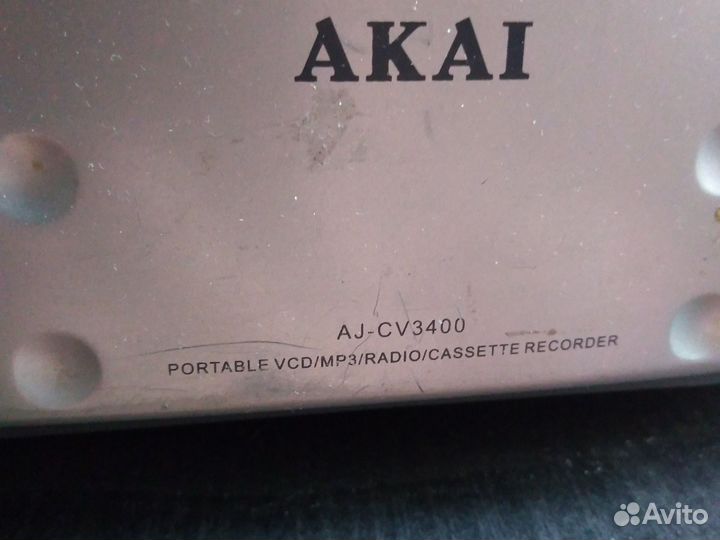 AKAI
AJ-CV3400
PORTABLE VCD/MP3/RADIO/CASSETTE RECORDER
Avito